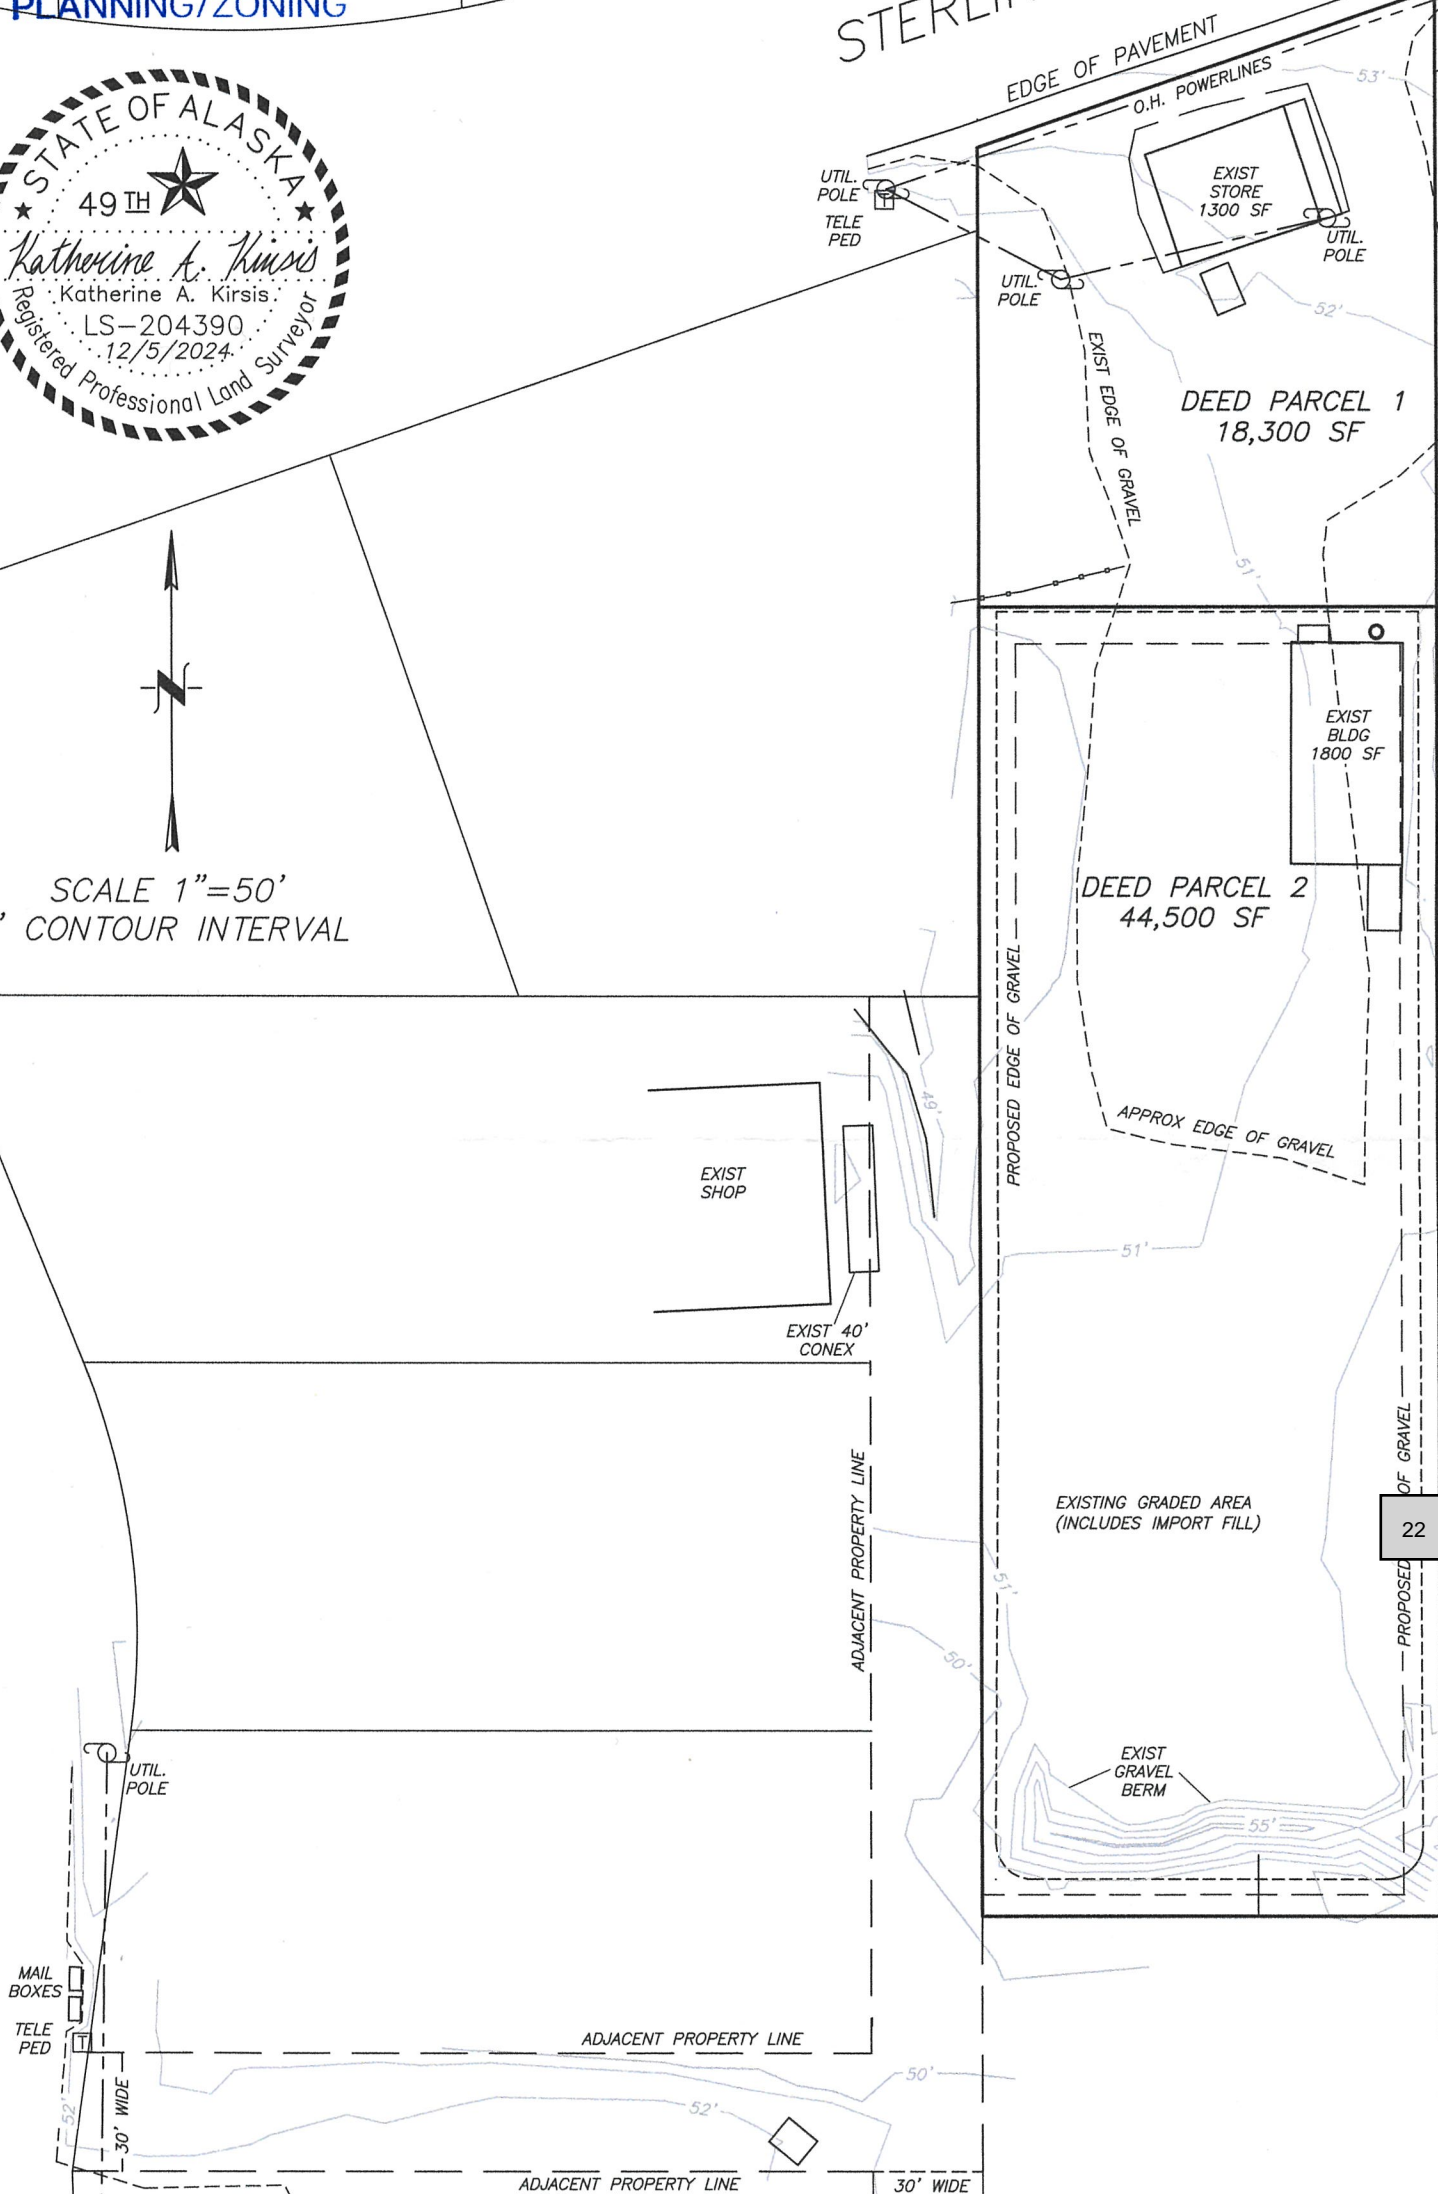 PLANNING/ZONING
STATE OF ALASKA
49 TH
Katherine A. Kirsis
Katherine A. Kirsis
LS-204390
12/5/2024
Registered Professional Land Surveyor
EDGE OF PAVEMENT
O.H. POWERLINES
53'
UTIL.
POLE
T
TELE
PED
EXIST
STORE
1300 SF
UTIL.
POLE
UTIL.
POLE
52'
EXIST EDGE OF GRAVEL
DEED PARCEL 1
18,300 SF
51'
N
SCALE 1"=50'
' CONTOUR INTERVAL
EXIST
BLDG
1800 SF
DEED PARCEL 2
44,500 SF
PROPOSED EDGE OF GRAVEL
APPROX EDGE OF GRAVEL
49'
EXIST
SHOP
EXIST 40'
CONEX
51'
ADJACENT PROPERTY LINE
EXISTING GRADED AREA
(INCLUDES IMPORT FILL)
PROPOSED
OF GRAVEL
22
51'
50'
EXIST
GRAVEL
BERM
55'
UTIL.
POLE
MAIL
BOXES
TELE
PED
T
ADJACENT PROPERTY LINE
50'
52'
30' WIDE
52'
ADJACENT PROPERTY LINE
30' WIDE